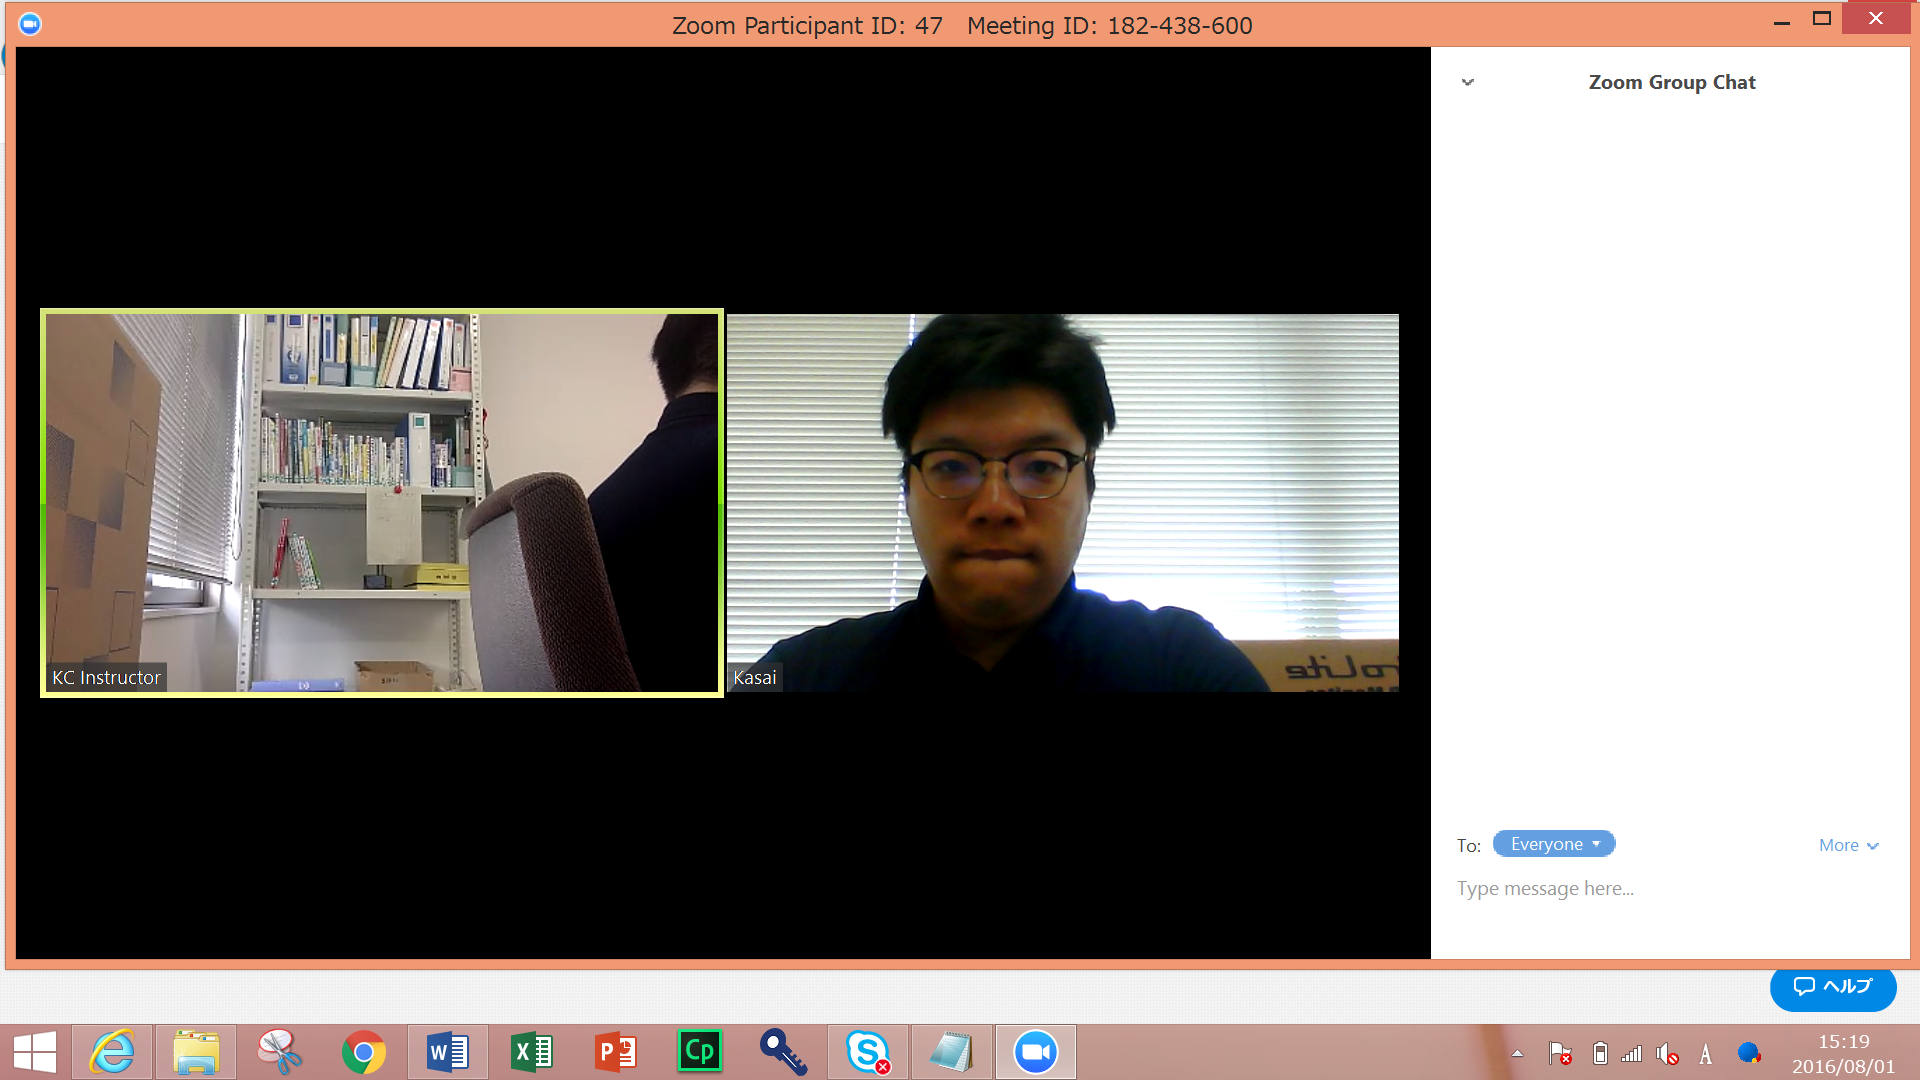 Zoom Participant ID: 47 Meeting ID: 182-438-600
Zoom Group Chat
KC Instructor
Kasai
To: Everyone
More
Type message here...
ヘルプ
Cp
A
15:19
2016/08/01